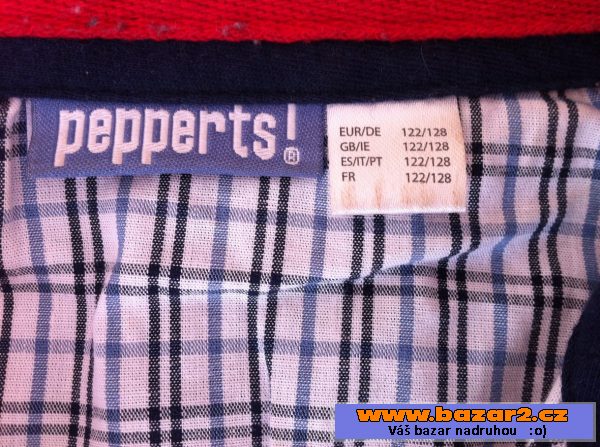 pepperts! ®
EUR/DE 122/128
GB/IE 122/128
ES/IT/PT 122/128
FR 122/128
www.bazar2.cz
Váš bazar nadruhou :o)